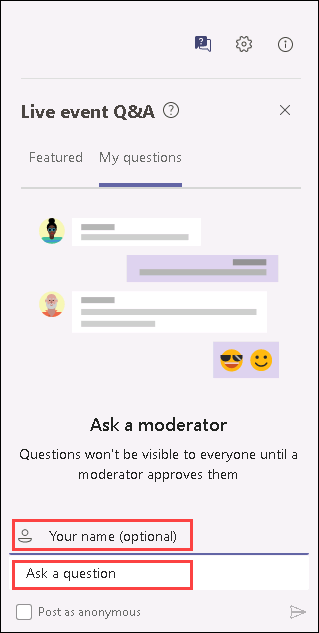 Live event Q&A
Featured My questions
Ask a moderator
Questions won't be visible to everyone until a
moderator approves them
Your name (optional)
Ask a question
Post as anonymous